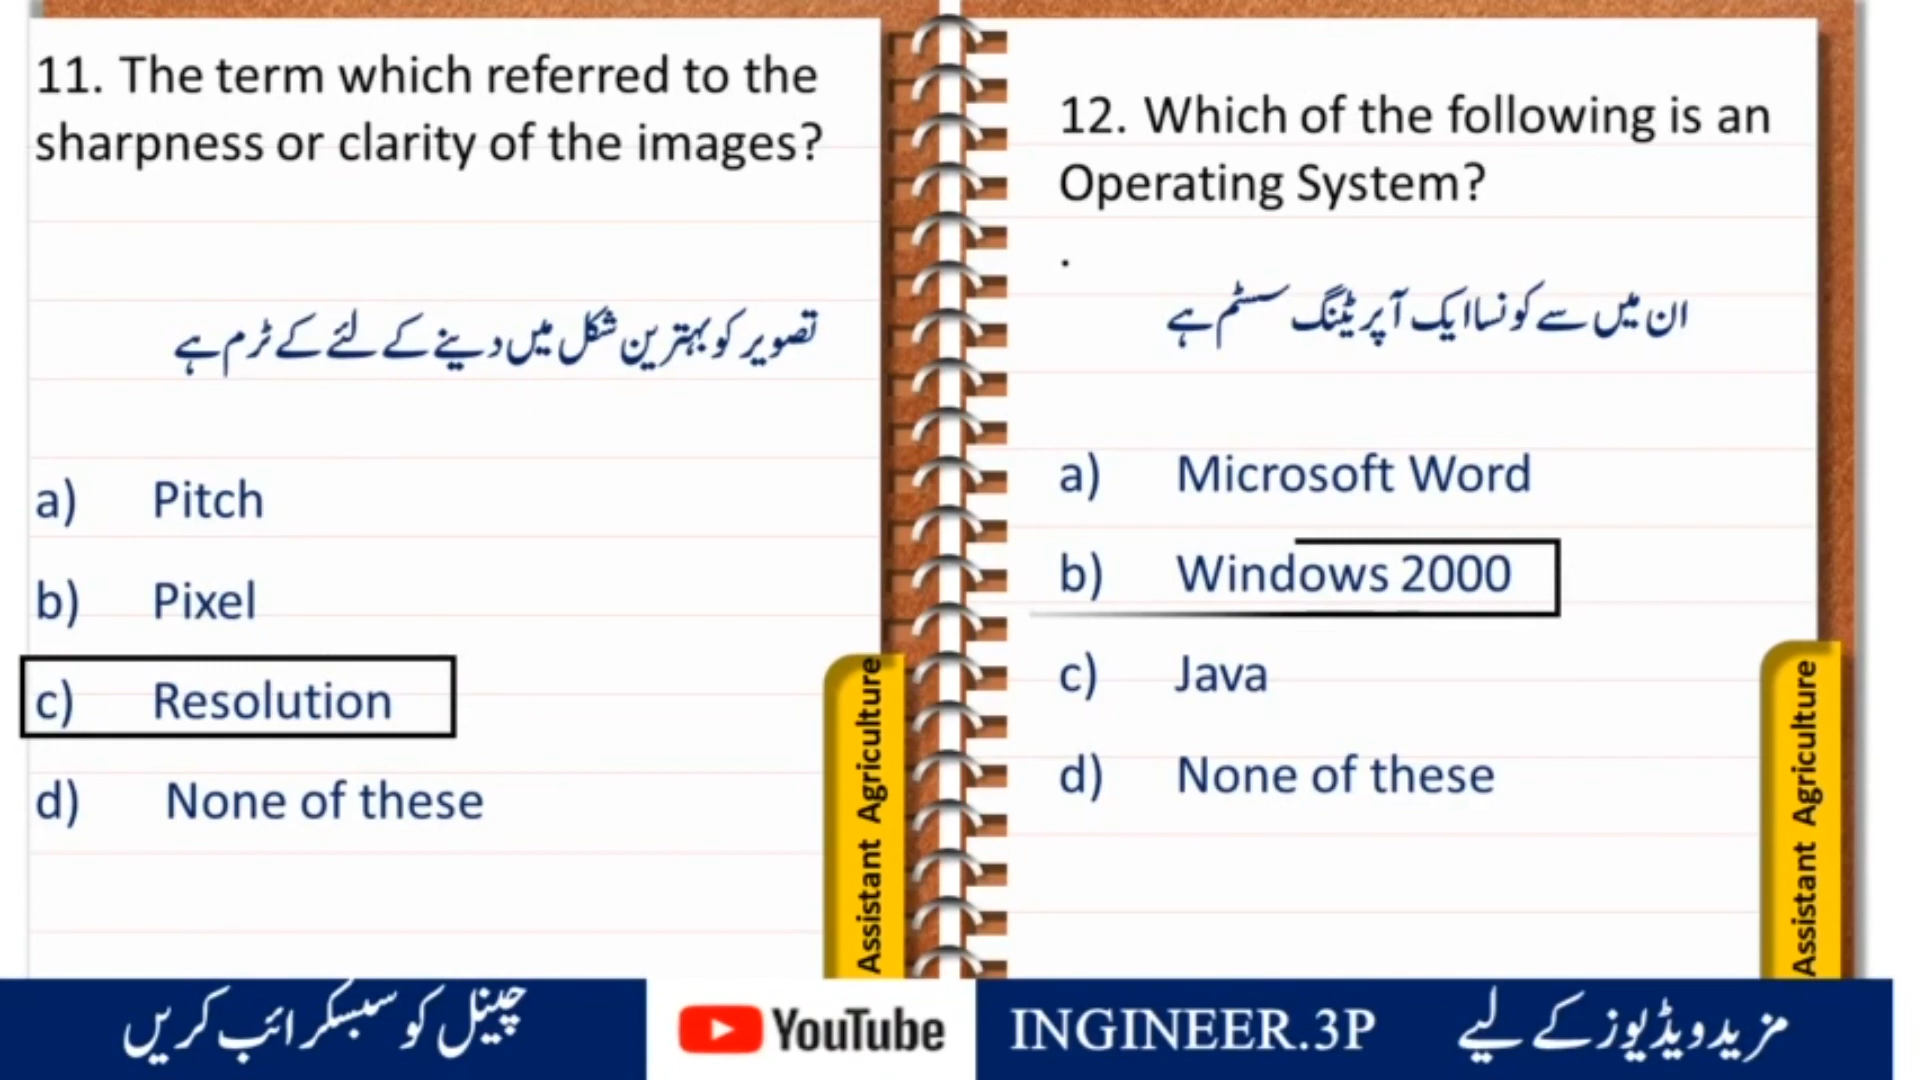 11. The term which referred to the
sharpness or clarity of the images?
تصویر کو بہترین شکل میں دینے کے لئے کے ٹرم ہے
a) Pitch
b) Pixel
c) Resolution
d) None of these
Assistant Agriculture
12. Which of the following is an
Operating System?
.
ان میں سے کونسا ایک آپریٹنگ سسٹم ہے
a) Microsoft Word
b) Windows 2000
c) Java
d) None of these
Assistant Agriculture
چینل کو سبسکرائب کریں
YouTube
INGINEER.3P
مزید ویڈیوز کے لیے